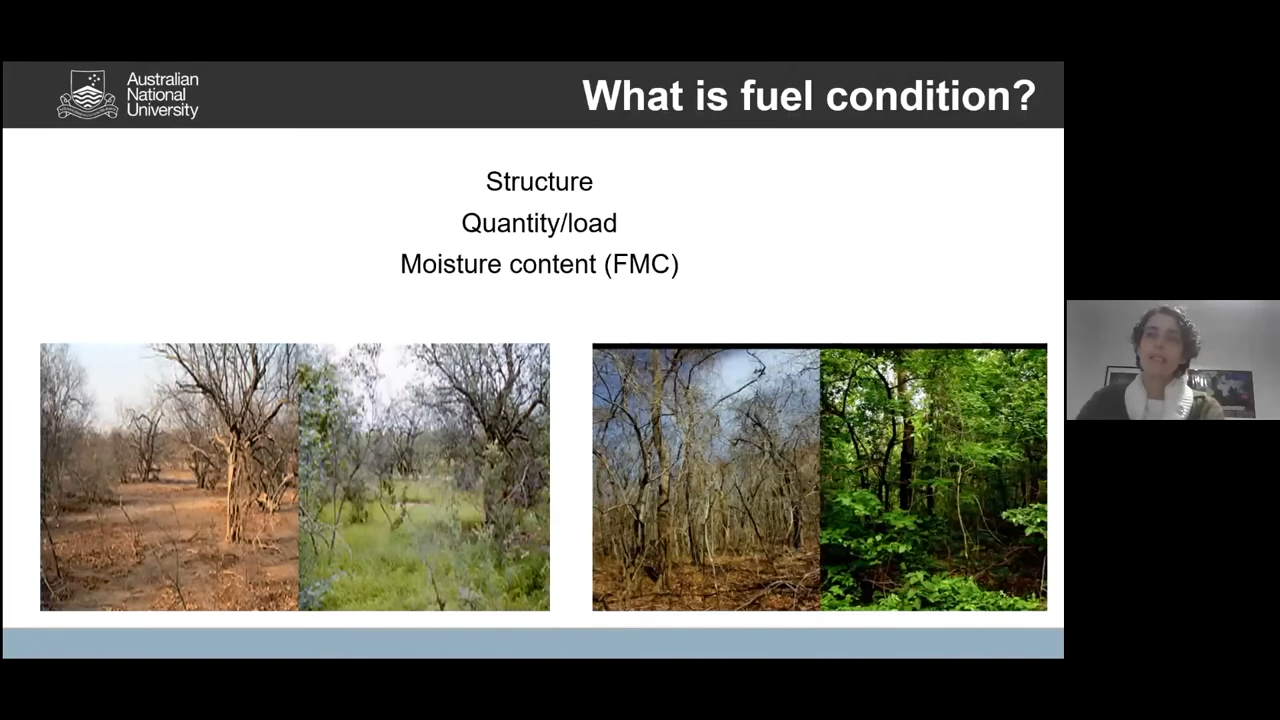 Australian
National
University
What is fuel condition?
Structure
Quantity/load
Moisture content (FMC)